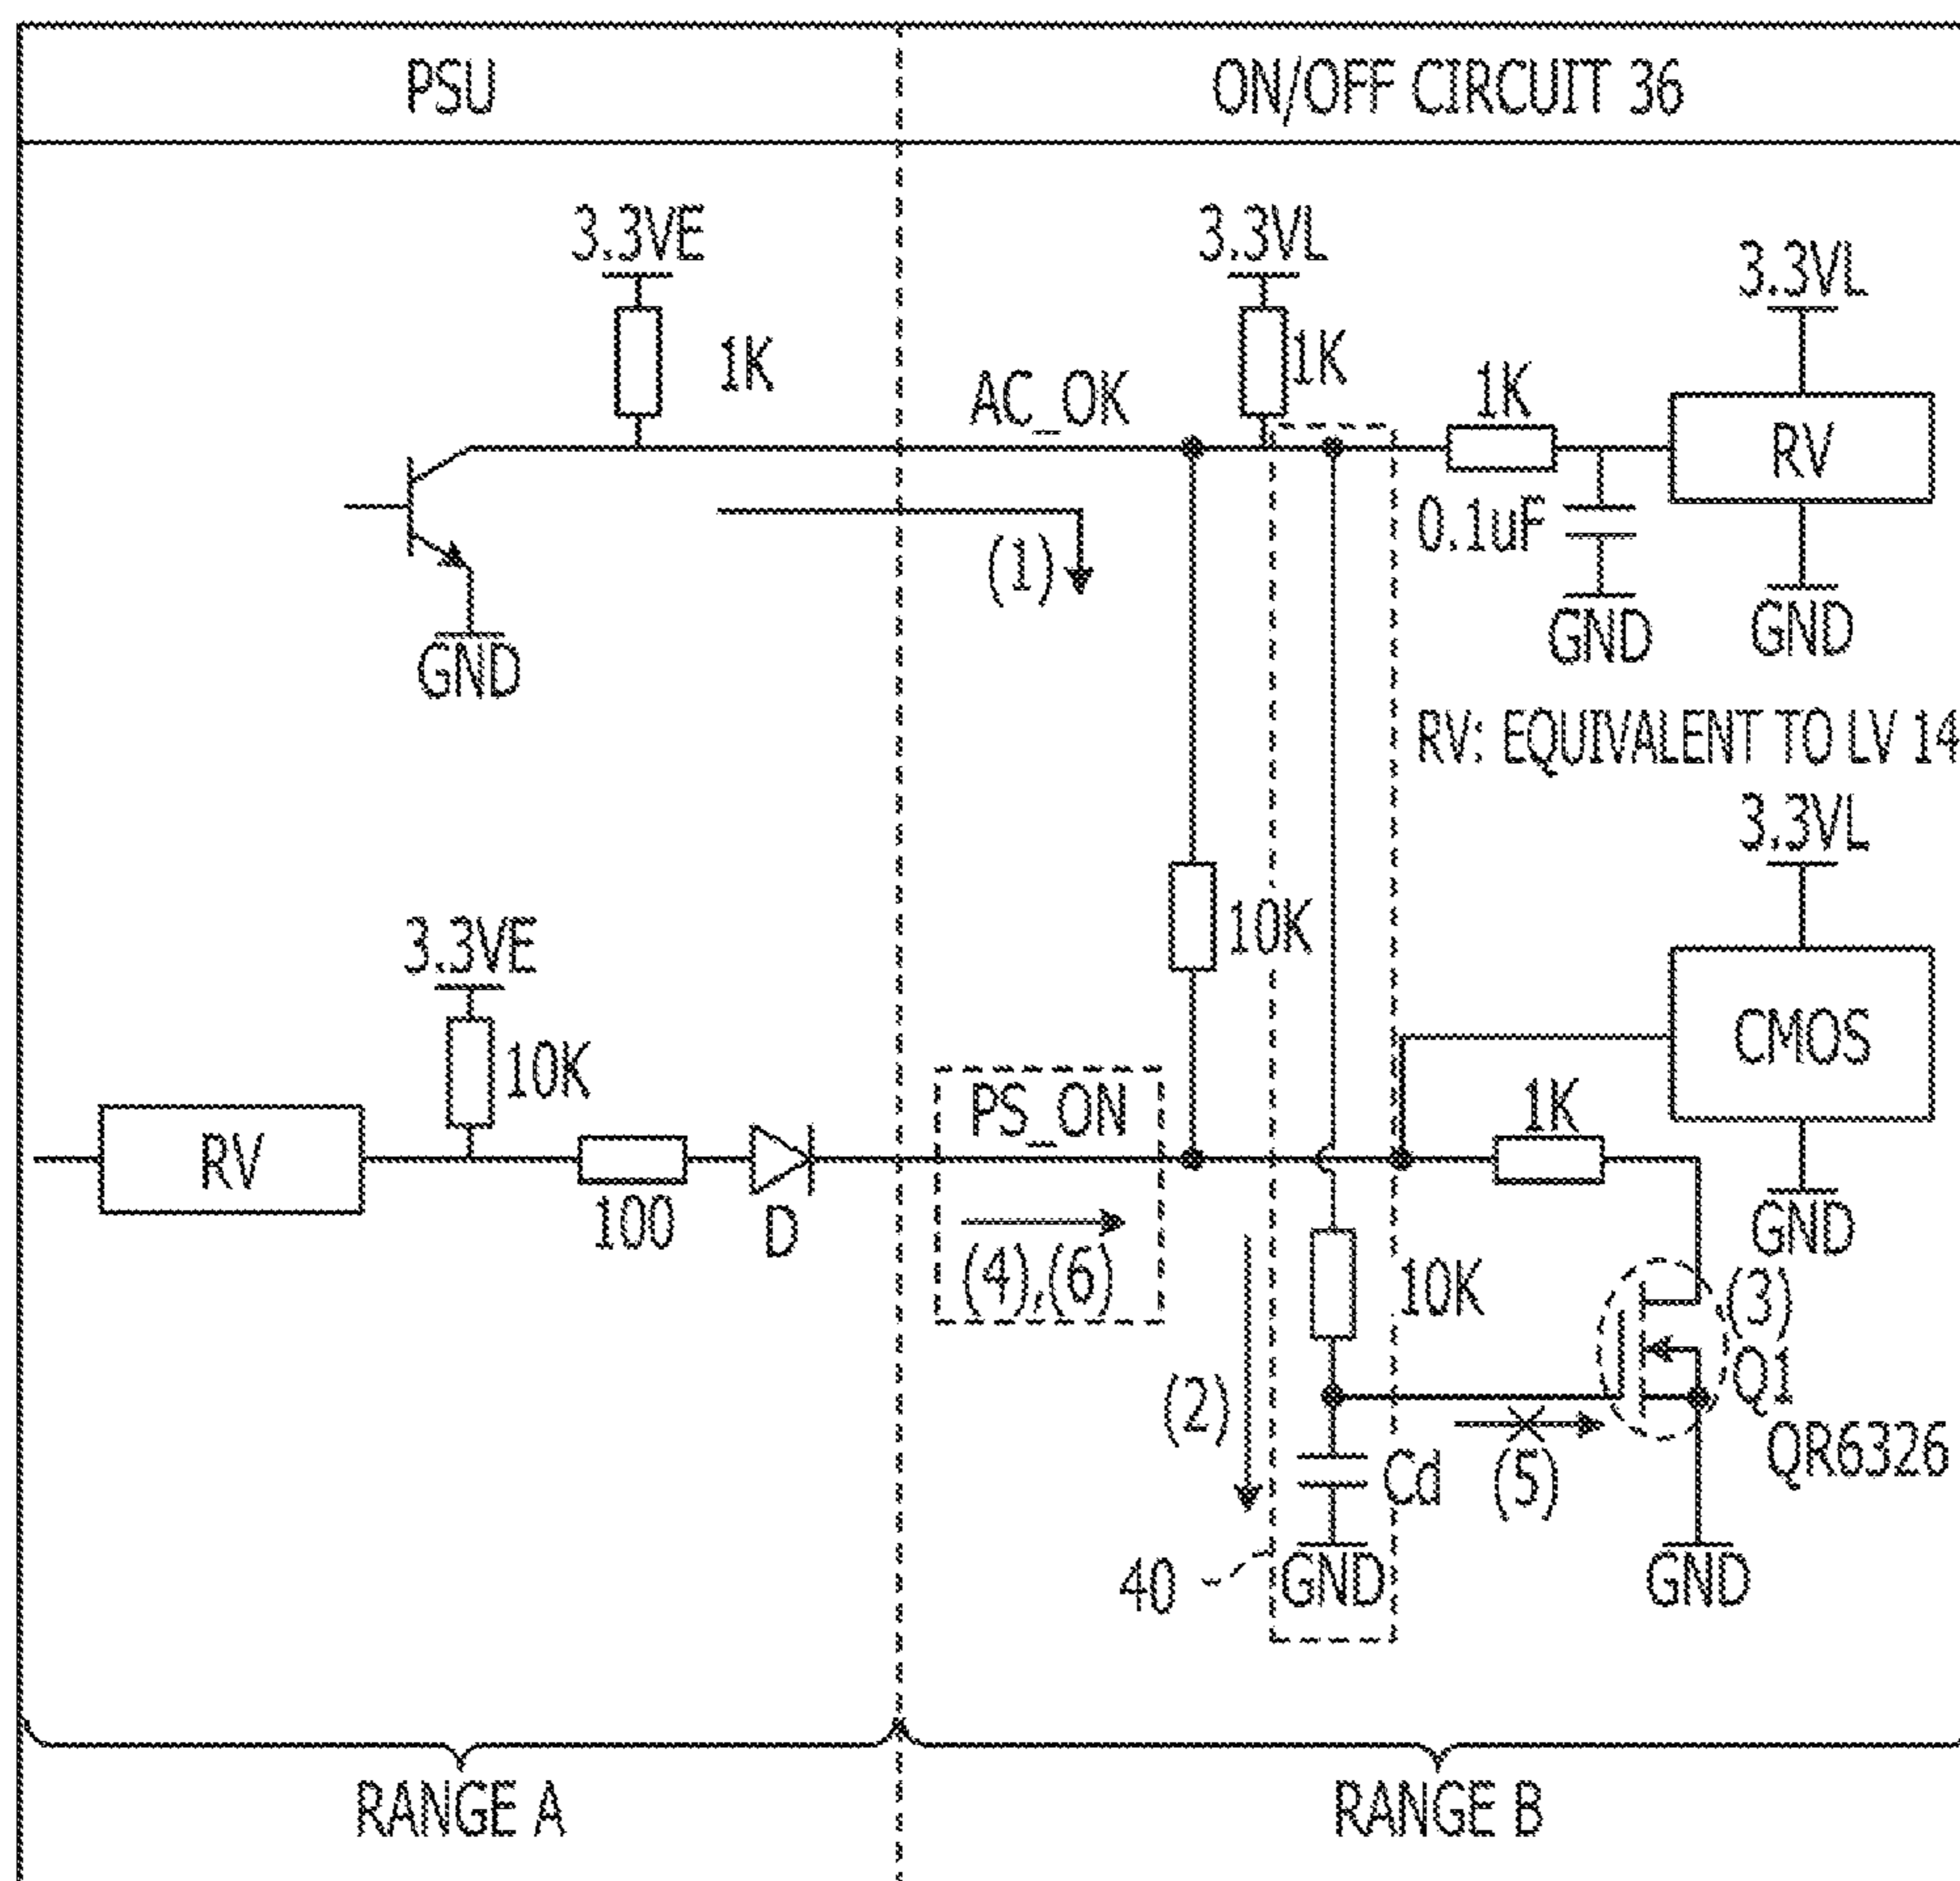 PSU
ON/OFF CIRCUIT 36
3.3VE
1K
3.3VL
1K
3.3VL
AC_OK
1K
RV
0.1uF
(1)
GND
GND
GND
RV: EQUIVALENT TO LV 14
3.3VL
10K
3.3VE
10K
CMOS
PS_ON
1K
RV
100
D
GND
(4),(6)
10K
(3)
Q1
(2)
QR6326
Cd
(5)
40
GND
GND
RANGE A
RANGE B